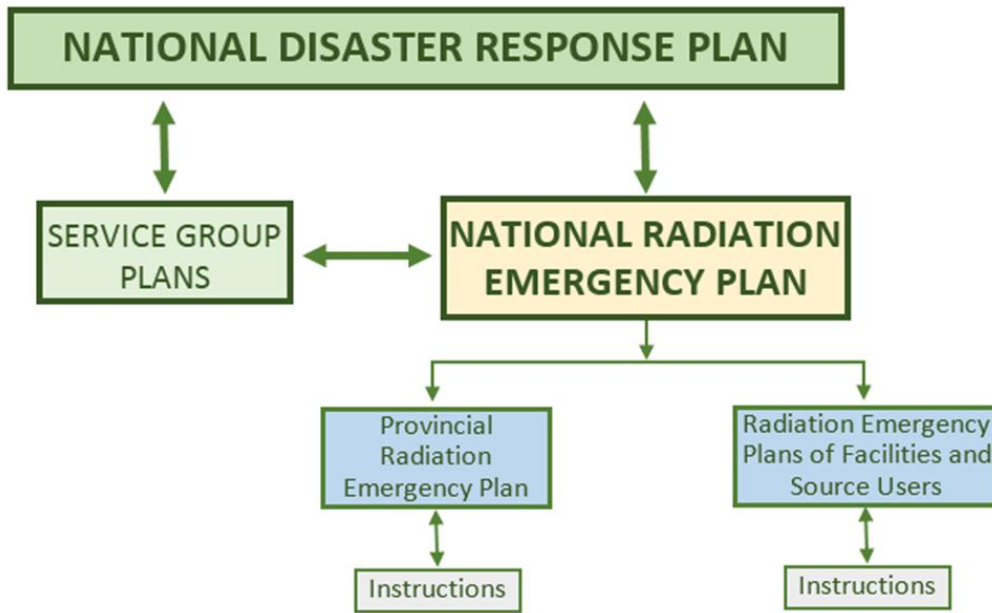 NATIONAL DISASTER RESPONSE PLAN
SERVICE GROUP
PLANS
NATIONAL RADIATION
EMERGENCY PLAN
Provincial
Radiation
Emergency Plan
Radiation Emergency
Plans of Facilities and
Source Users
Instructions
Instructions